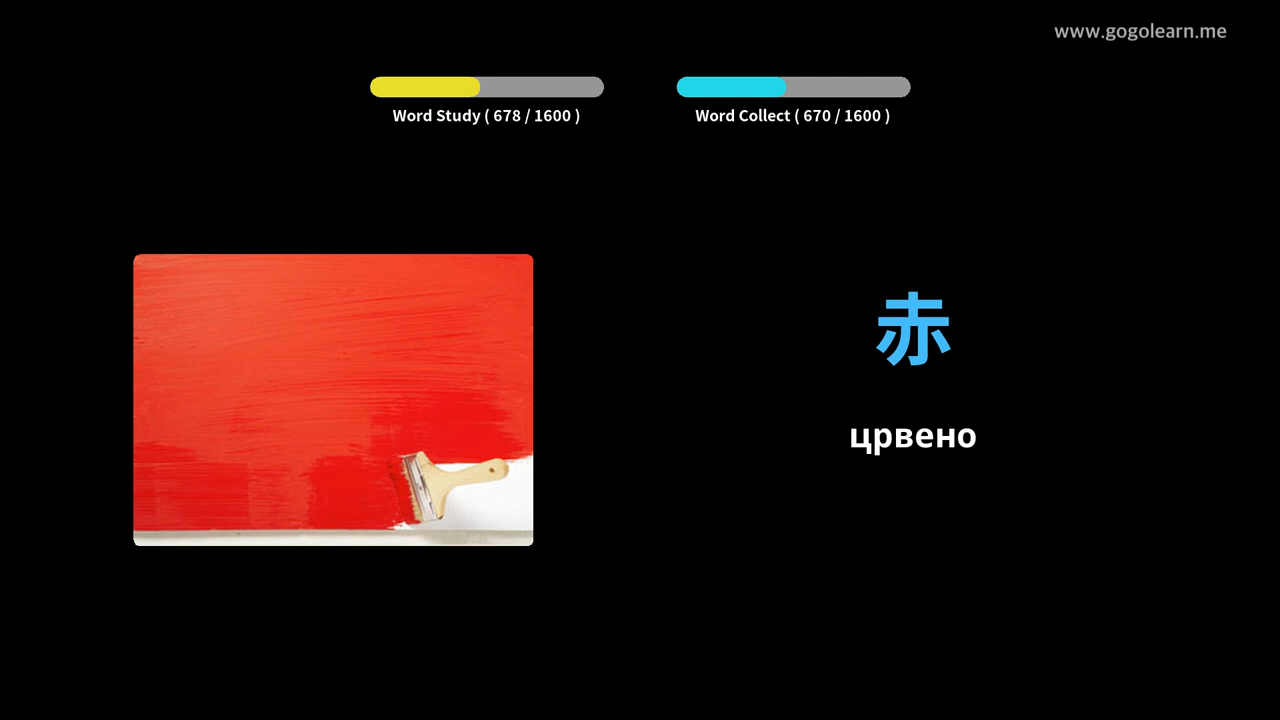 www.gogolearn.me
Word Study ( 678 / 1600 )
Word Collect ( 670 / 1600 )
赤
црвено